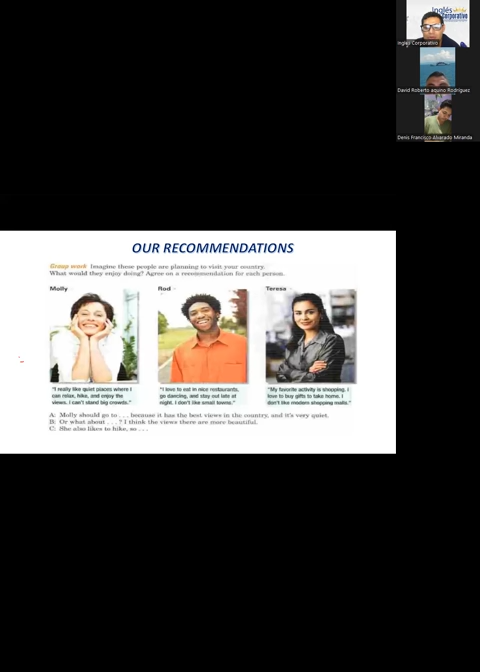 Inglés
Corporativo
Inglés Corporativo
David Roberto aquino Rodríguez
Denis Francisco Alvarado Miranda
OUR RECOMMENDATIONS
Group work Imagine these people are planning to visit your country.
What would they enjoy doing? Agree on a recommendation for each person.
Molly
Rod
Teresa
"I really like quiet places where I
can relax, hike, and enjoy the
views. I can't stand big crowds."
"I love to eat in nice restaurants,
go dancing, and stay out late at
night. I don't like small towns."
"My favorite activity is shopping. I
love to buy gifts to take home. I
don't like modern shopping malls."
A: Molly should go to . . . because it has the best views in the country, and it's very quiet.
B: Or what about . . . ? I think the views there are more beautiful.
C: She also likes to hike, so . . .